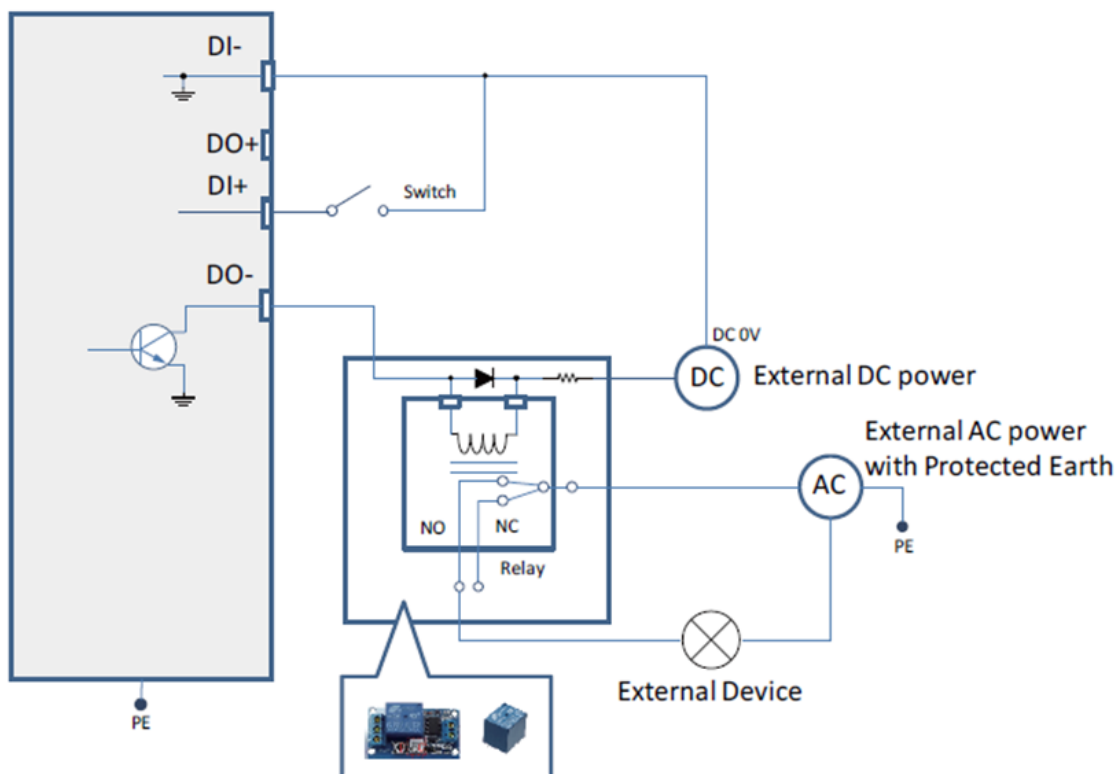 DI-
DO+
DI+
Switch
DO-
DC 0V
DC
External DC power
External AC power
with Protected Earth
AC
PE
NO
NC
Relay
External Device
PE